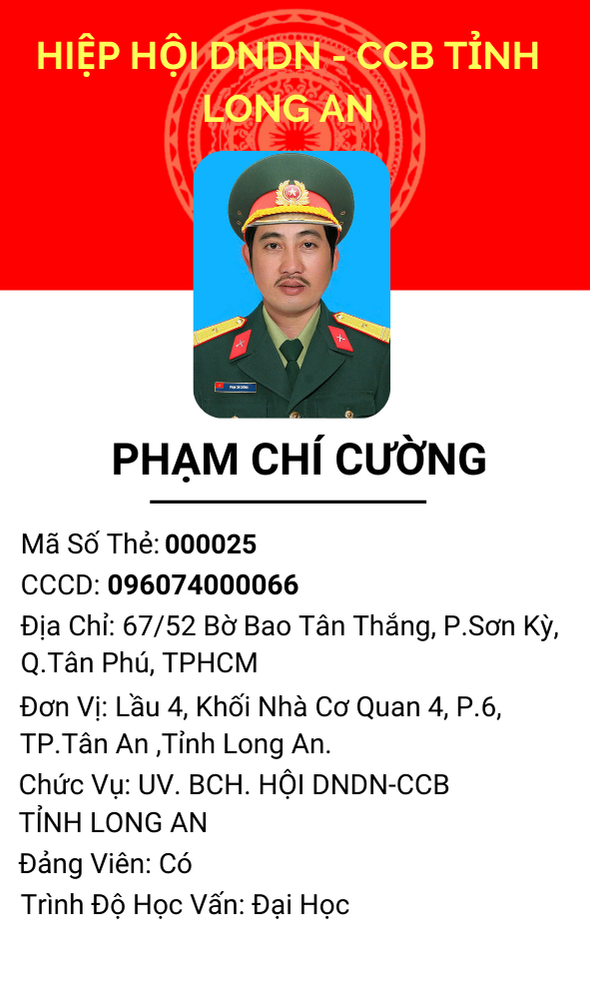 HIỆP HỘI DNDN - CCB TỈNH
LONG AN
PHẠM CHÍ CƯỜNG
PHẠM CHÍ CƯỜNG
Mã Số Thẻ: 000025
CCCD: 096074000066
Địa Chỉ: 67/52 Bờ Bao Tân Thắng, P.Sơn Kỳ,
Q.Tân Phú, TPHCM
Đơn Vị: Lầu 4, Khối Nhà Cơ Quan 4, P.6,
TP.Tân An ,Tỉnh Long An.
Chức Vụ: UV. BCH. HỘI DNDN-CCB
TỈNH LONG AN
Đảng Viên: Có
Trình Độ Học Vấn: Đại Học